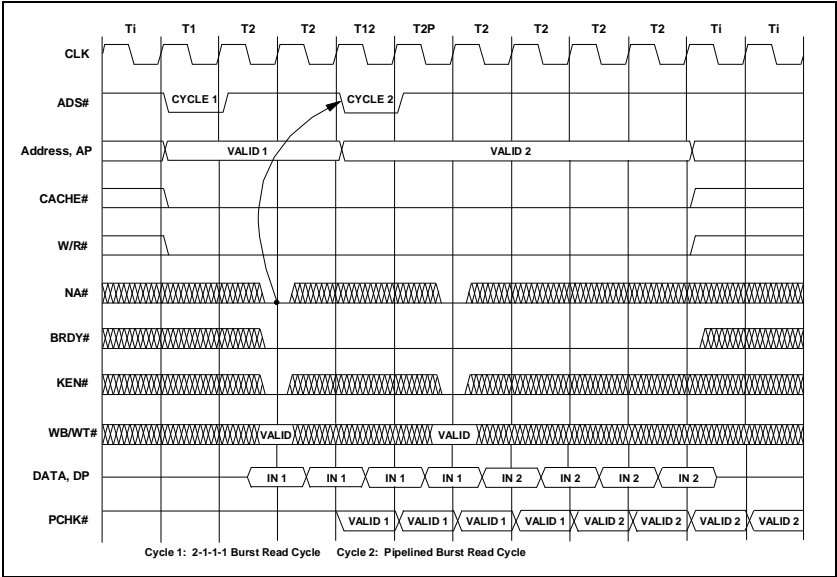 Ti T1 T2 T2 T12 T2P T2 T2 T2 T2 Ti Ti
CLK
ADS# CYCLE 1 CYCLE 2
Address, AP VALID 1 VALID 2
CACHE#
W/R#
NA#
BRDY#
KEN#
WB/WT# VALID VALID
DATA, DP IN 1 IN 1 IN 1 IN 1 IN 2 IN 2 IN 2 IN 2
PCHK# VALID 1 VALID 1 VALID 1 VALID 1 VALID 2 VALID 2 VALID 2 VALID 2
Cycle 1: 2-1-1-1 Burst Read Cycle Cycle 2: Pipelined Burst Read Cycle